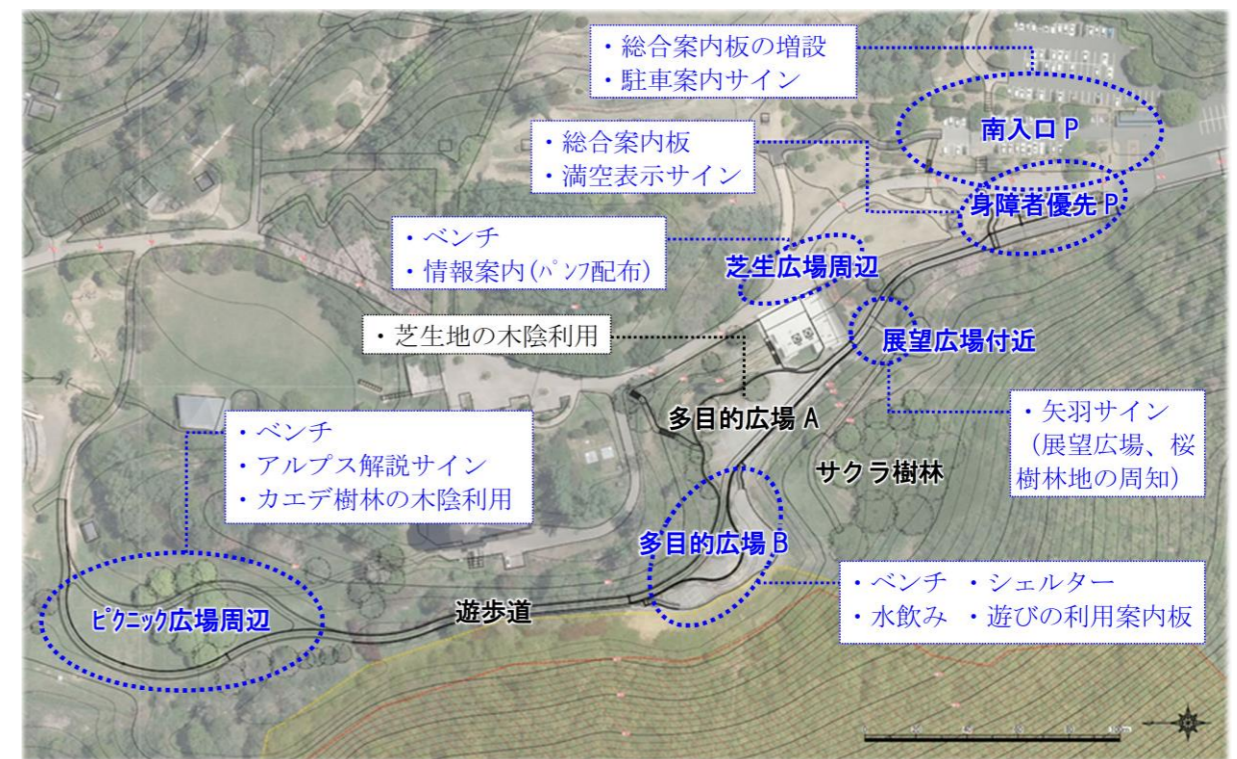 ・総合案内板の増設
・駐車案内サイン
南入口 P
・総合案内板
・満空表示サイン
身障者優先 P
・ベンチ
・情報案内(ﾊﾟﾝﾌ配布)
芝生広場周辺
・芝生地の木陰利用
展望広場付近
多目的広場 A
・矢羽サイン
（展望広場、桜
樹林地の周知）
・ベンチ
・アルプス解説サイン
・カエデ樹林の木陰利用
サクラ樹林
多目的広場 B
・ベンチ ・シェルター
・水飲み ・遊びの利用案内板
ﾋﾟｸﾆｯｸ広場周辺
遊歩道